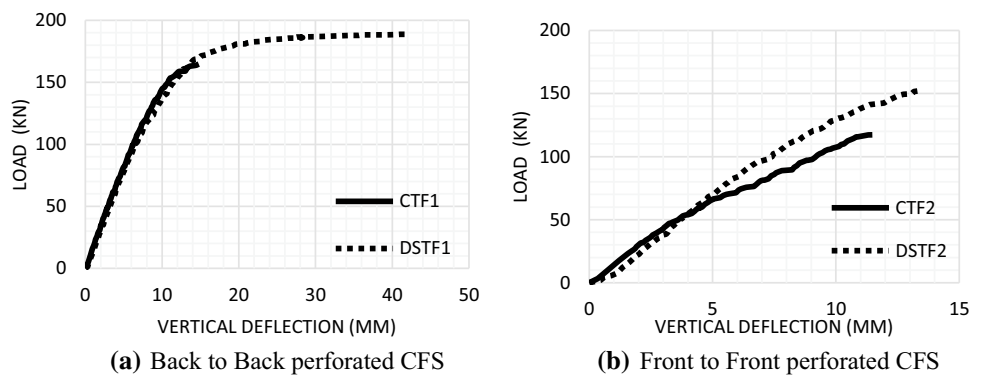 200
150
100
50
0
LOAD (KN)
CTF1
DSTF1
0 10 20 30 40 50
VERTICAL DEFLECTION (MM)
(a) Back to Back perforated CFS
200
150
100
50
0
LOAD (KN)
CTF2
DSTF2
0 5 10 15
VERTICAL DEFLECTION (MM)
(b) Front to Front perforated CFS